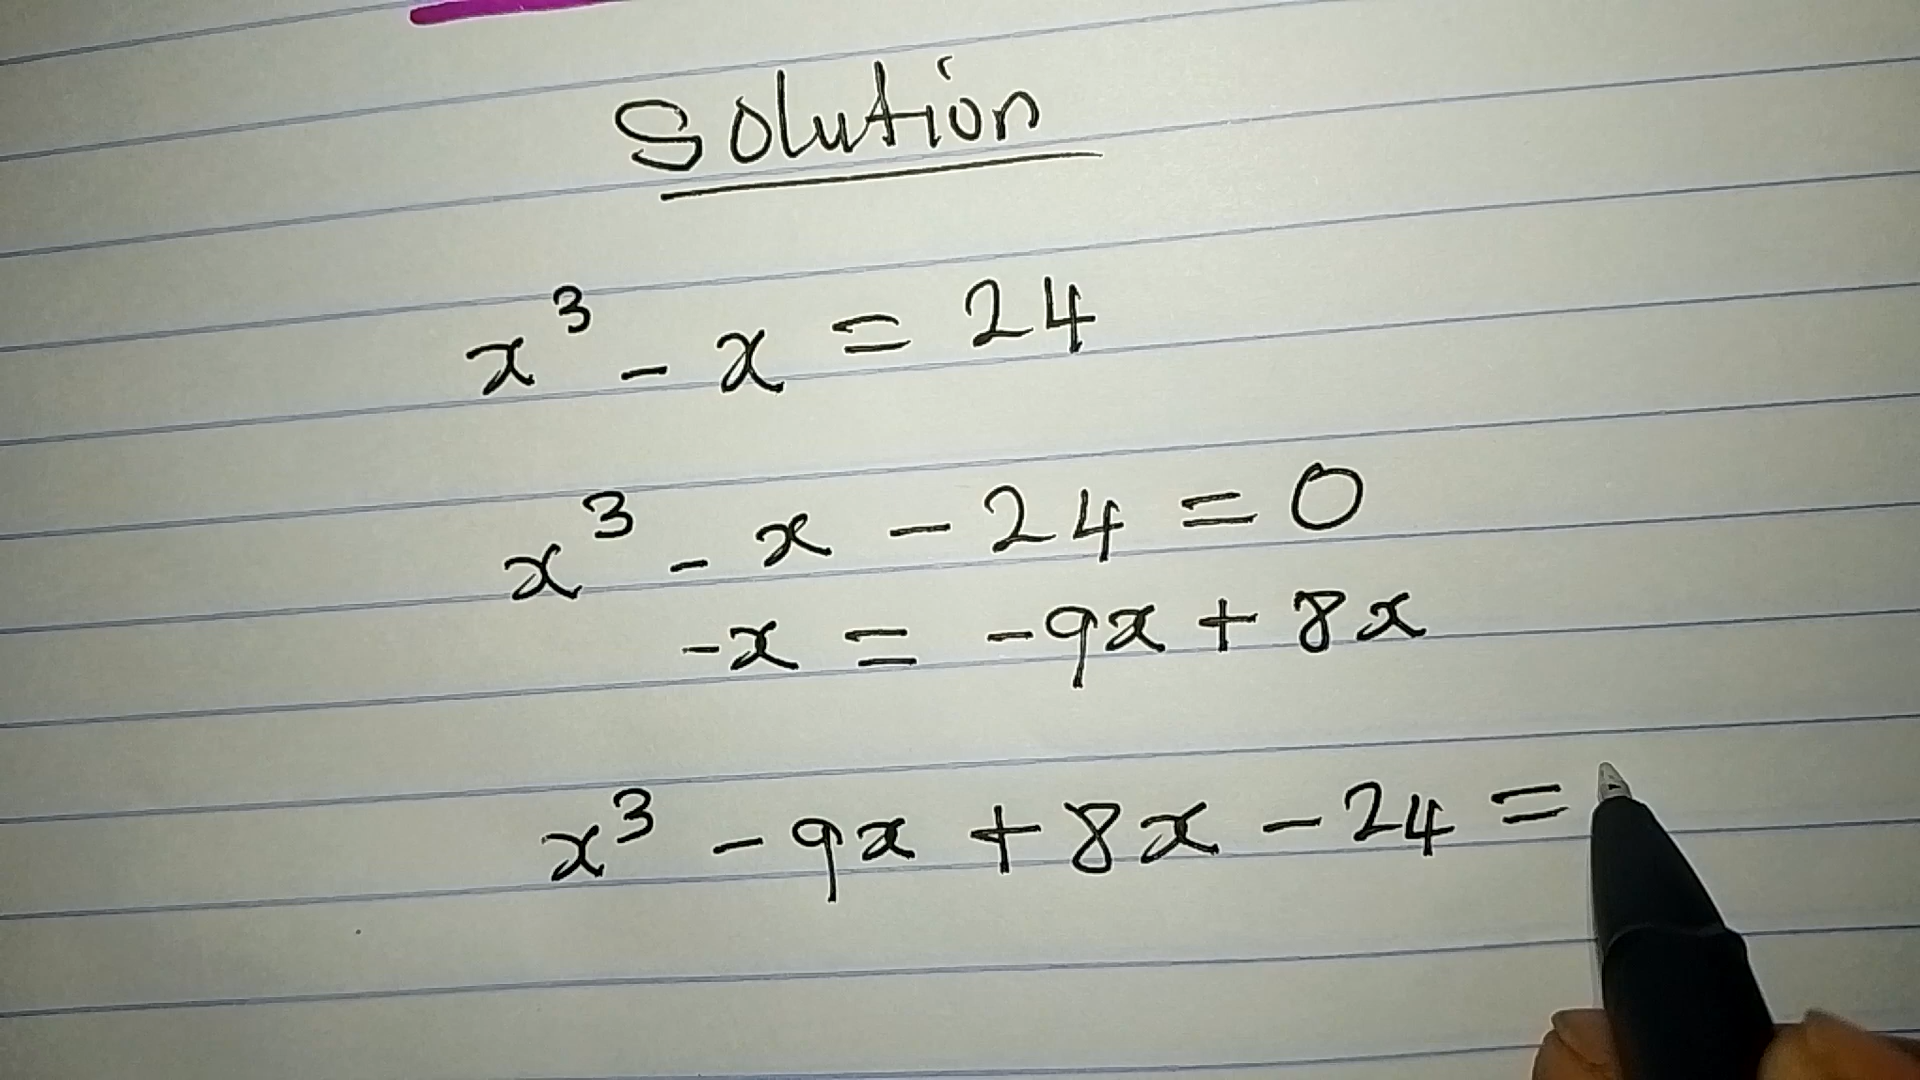 Solution
x³ - x = 24
x³ - x - 24 = 0
-x = -9x + 8x
x³ - 9x + 8x - 24 =